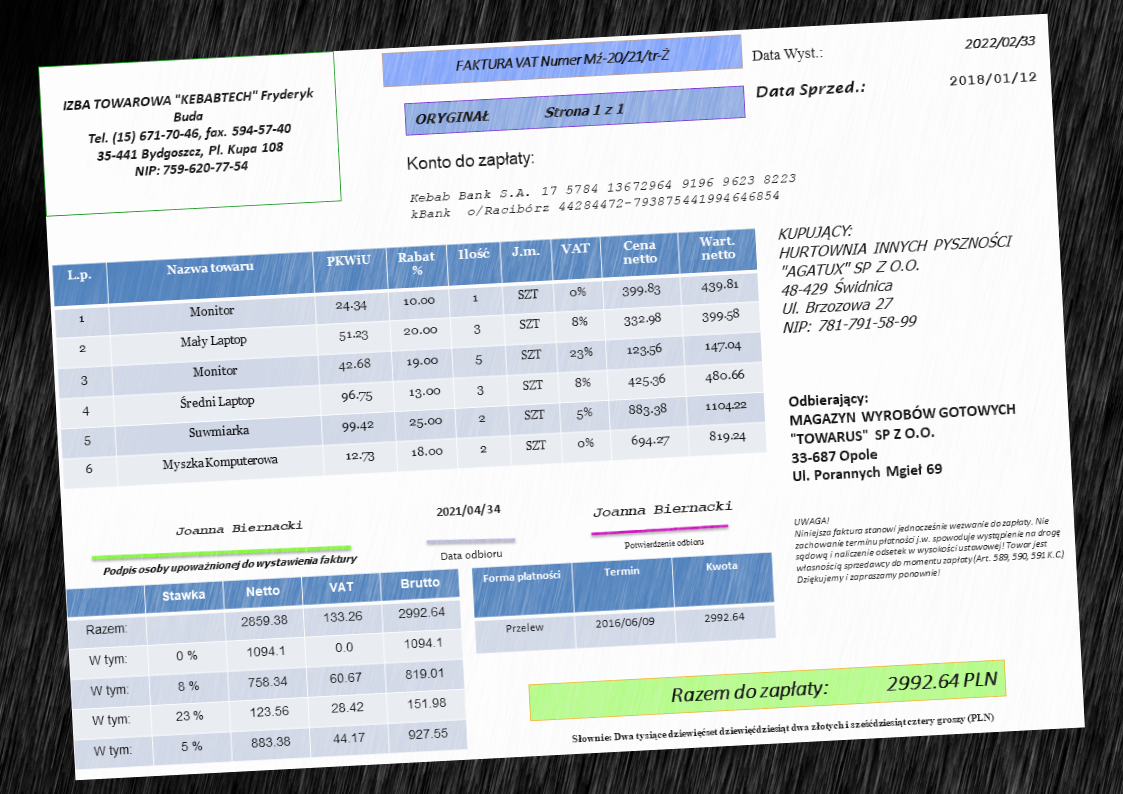 IZBA TOWAROWA "KEBABTECH" Fryderyk
Buda
Tel. (15) 671-70-46, fax. 594-57-40
35-441 Bydgoszcz, Pl. Kupa 108
NIP: 759-620-77-54
FAKTURA VAT Numer Mź-20/21/tr-Ż
ORYGINAŁ Strona 1 z 1
Data Wyst.: 2022/02/33
Data Sprzed.: 2018/01/12
Konto do zapłaty:
Kebab Bank S.A. 17 5784 13672964 9196 9623 8223
kBank o/Racibórz 44284472-793875441994646854
KUPUJĄCY:
HURTOWNIA INNYCH PYSZNOŚCI
"AGATUX" SP Z O.O.
48-429 Świdnica
Ul. Brzozowa 27
NIP: 781-791-58-99
L.p. Nazwa towaru PKWiU Rabat % Ilość J.m. VAT Cena netto Wart. netto
1 Monitor 24.34 10.00 1 SZT 0% 399.83 439.81
2 Mały Laptop 51.23 20.00 3 SZT 8% 332.98 399.58
3 Monitor 42.68 19.00 5 SZT 23% 123.56 147.04
4 Średni Laptop 96.75 13.00 3 SZT 8% 425.36 480.66
5 Suwmiarka 99.42 25.00 2 SZT 5% 883.38 1104.22
6 Myszka Komputerowa 12.73 18.00 2 SZT 0% 694.27 819.24
Odbierający:
MAGAZYN WYROBÓW GOTOWYCH
"TOWARUS" SP Z O.O.
33-687 Opole
Ul. Porannych Mgieł 69
Joanna Biernacki
Podpis osoby upoważnionej do wystawienia faktury
2021/04/34
Data odbioru
Joanna Biernacki
Potwierdzenie odbioru
UWAGA!
Niniejsza faktura stanowi jednocześnie wezwanie do zapłaty. Nie
zachowanie terminu płatności j.w. spowoduje wystąpienie na drogę
sądową i naliczenie odsetek w wysokości ustawowej! Towar jest
własnością sprzedawcy do momentu zapłaty (Art. 589, 590, 591 K.C.)
Dziękujemy i zapraszamy ponownie!
Stawka Netto VAT Brutto
Razem: 2859.38 133.26 2992.64
W tym: 0 % 1094.1 0.0 1094.1
W tym: 8 % 758.34 60.67 819.01
W tym: 23 % 123.56 28.42 151.98
W tym: 5 % 883.38 44.17 927.55
Forma płatności Termin Kwota
Przelew 2016/06/09 2992.64
Razem do zapłaty: 2992.64 PLN
Słownie: Dwa tysiące dziewięćset dziewięćdziesiąt dwa złotych i sześćdziesiąt cztery groszy (PLN)